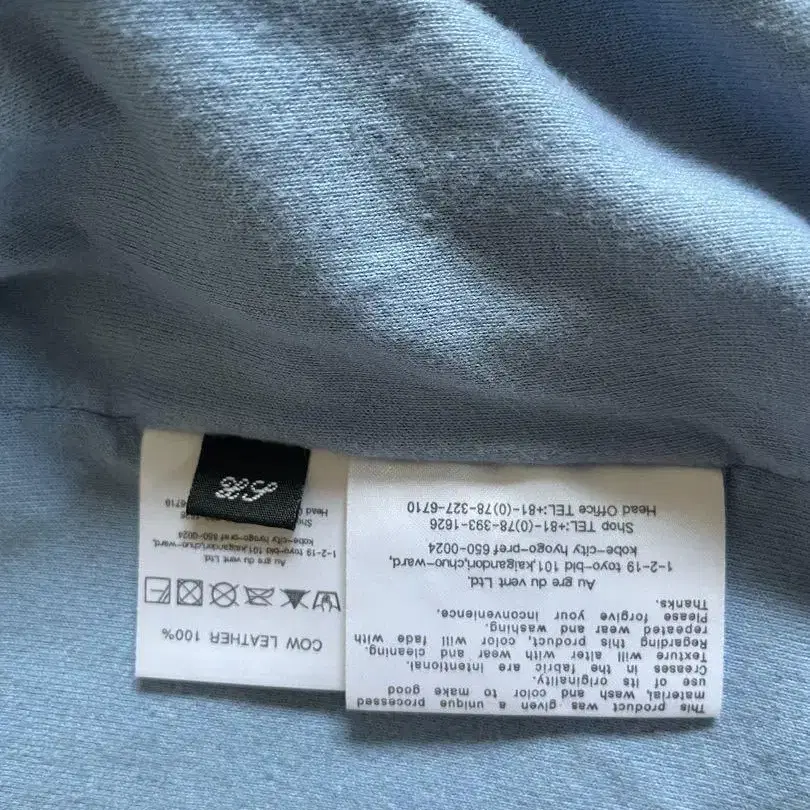 This product was given a unique processed
material, wash and color to make good
use of its originality.
Creases in the fabric are intentional.
Texture will alter with wear and cleaning.
Regarding this product, color will fade with
repeated wear and washing.
Please forgive your inconvenience.
Thanks.
Au gre du vent Ltd.
1-2-19 toyo-bld 101,kaigandori,chuo-ward,
kobe-city hyogo-pref 650-0024
Shop TEL:+81-(0)78-393-1626
Head Office TEL:+81-(0)78-327-6710
COW LEATHER 100%
Au gre du vent Ltd.
1-2-19 toyo-bld 101,kaigandori,chuo-ward,
kobe-city hyogo-pref 650-0024
Shop
Head
6710